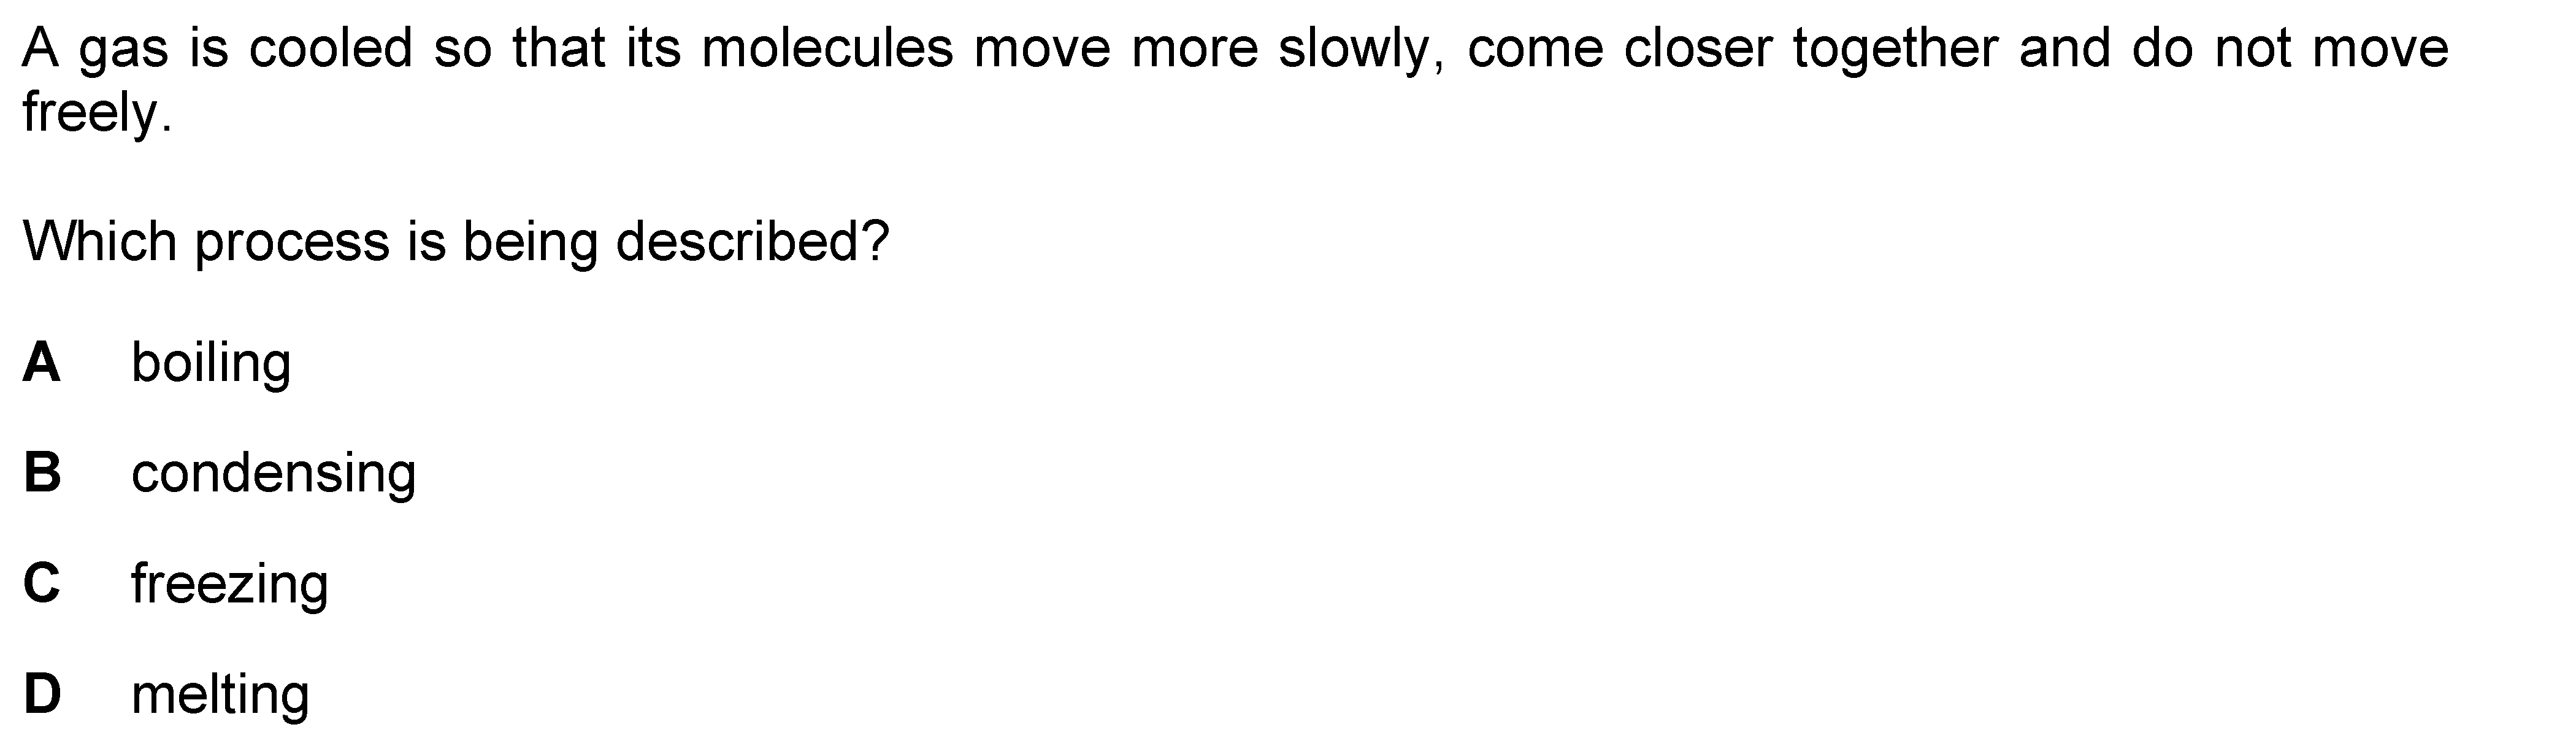 A gas is cooled so that its molecules move more slowly, come closer together and do not move
freely.
Which process is being described?
A boiling
B condensing
C freezing
D melting